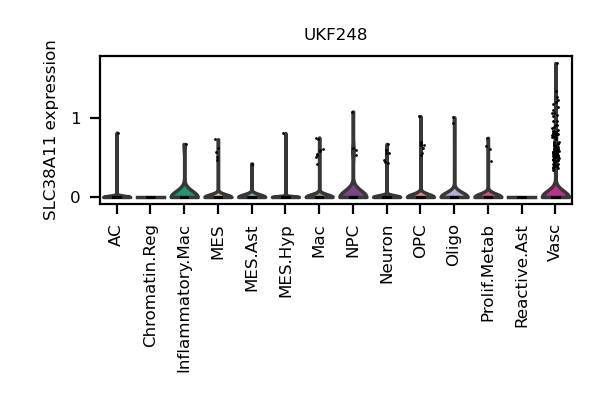 UKF248
SLC38A11 expression
1
0
AC
Chromatin.Reg
Inflammatory.Mac
MES
MES.Ast
MES.Hyp
Mac
NPC
Neuron
OPC
Oligo
Prolif.Metab
Reactive.Ast
Vasc